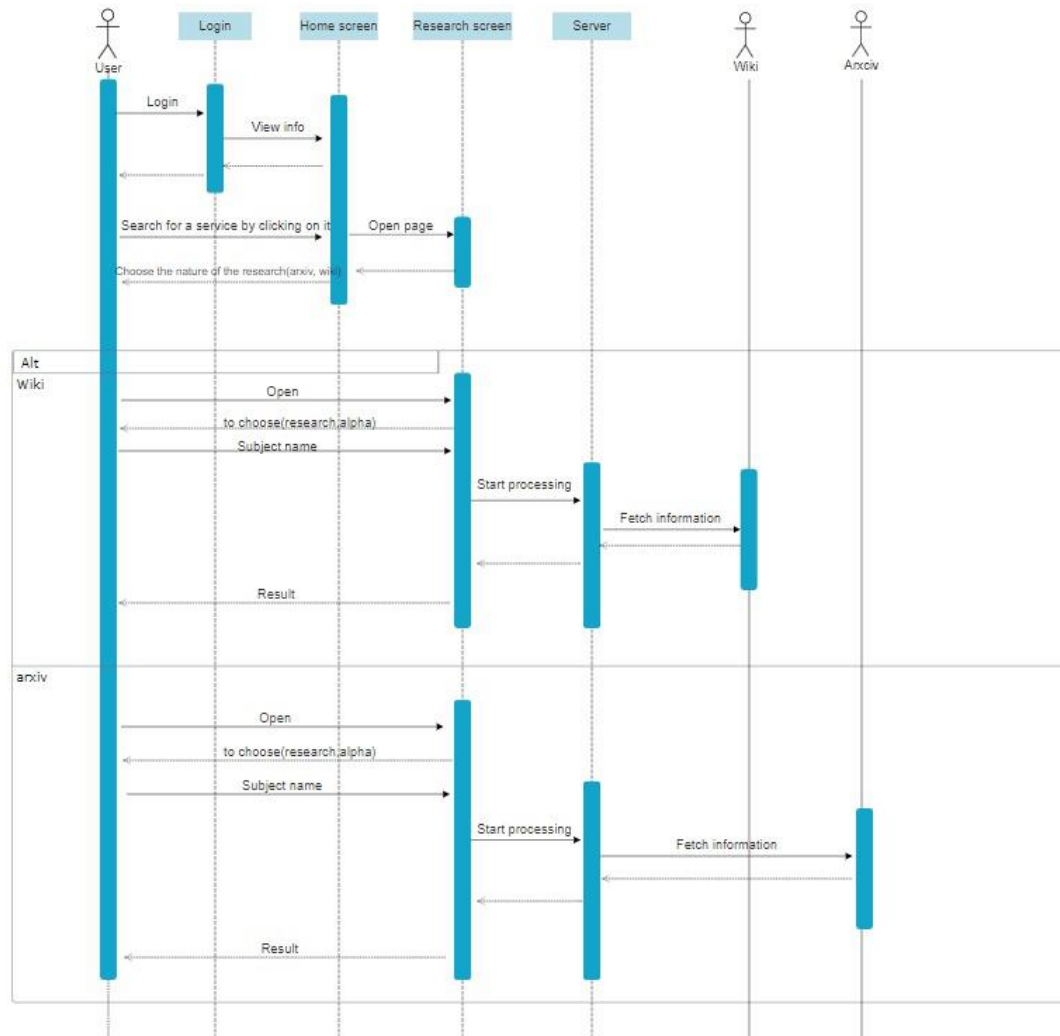 Login
Home screen
Research screen
Server
User
Wiki
Arxciv
Login
View info
Search for a service by clicking on it
Open page
Choose the nature of the research(arxiv, wiki)
Alt
Wiki
Open
to choose(research,alpha)
Subject name
Start processing
Fetch information
Result
arxiv
Open
to choose(research,alpha)
Subject name
Start processing
Fetch information
Result